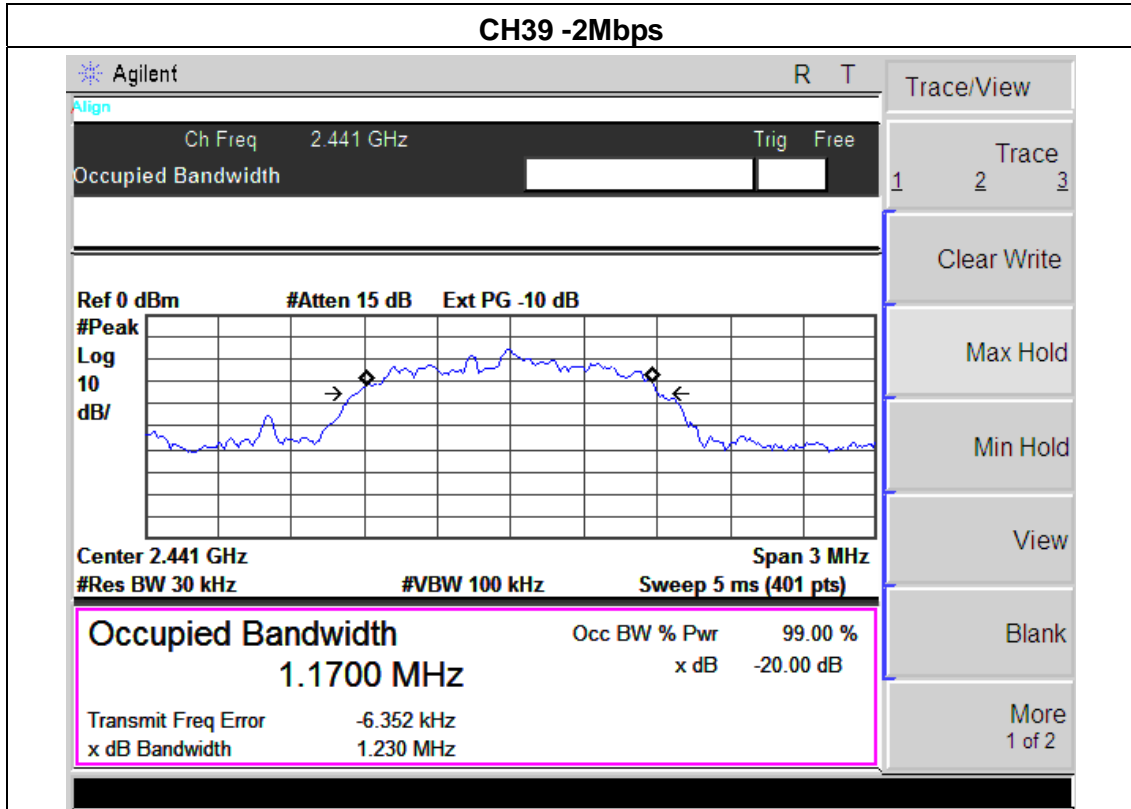 CH39 -2Mbps
Agilent R T
Align
Ch Freq 2.441 GHz Trig Free
Occupied Bandwidth
Ref 0 dBm #Atten 15 dB Ext PG -10 dB
#Peak
Log
10
dB/
Center 2.441 GHz Span 3 MHz
#Res BW 30 kHz #VBW 100 kHz Sweep 5 ms (401 pts)
Occupied Bandwidth
1.1700 MHz
Occ BW % Pwr 99.00 %
x dB -20.00 dB
Transmit Freq Error -6.352 kHz
x dB Bandwidth 1.230 MHz
Trace/View
Trace
1 2 3
Clear Write
Max Hold
Min Hold
View
Blank
More
1 of 2